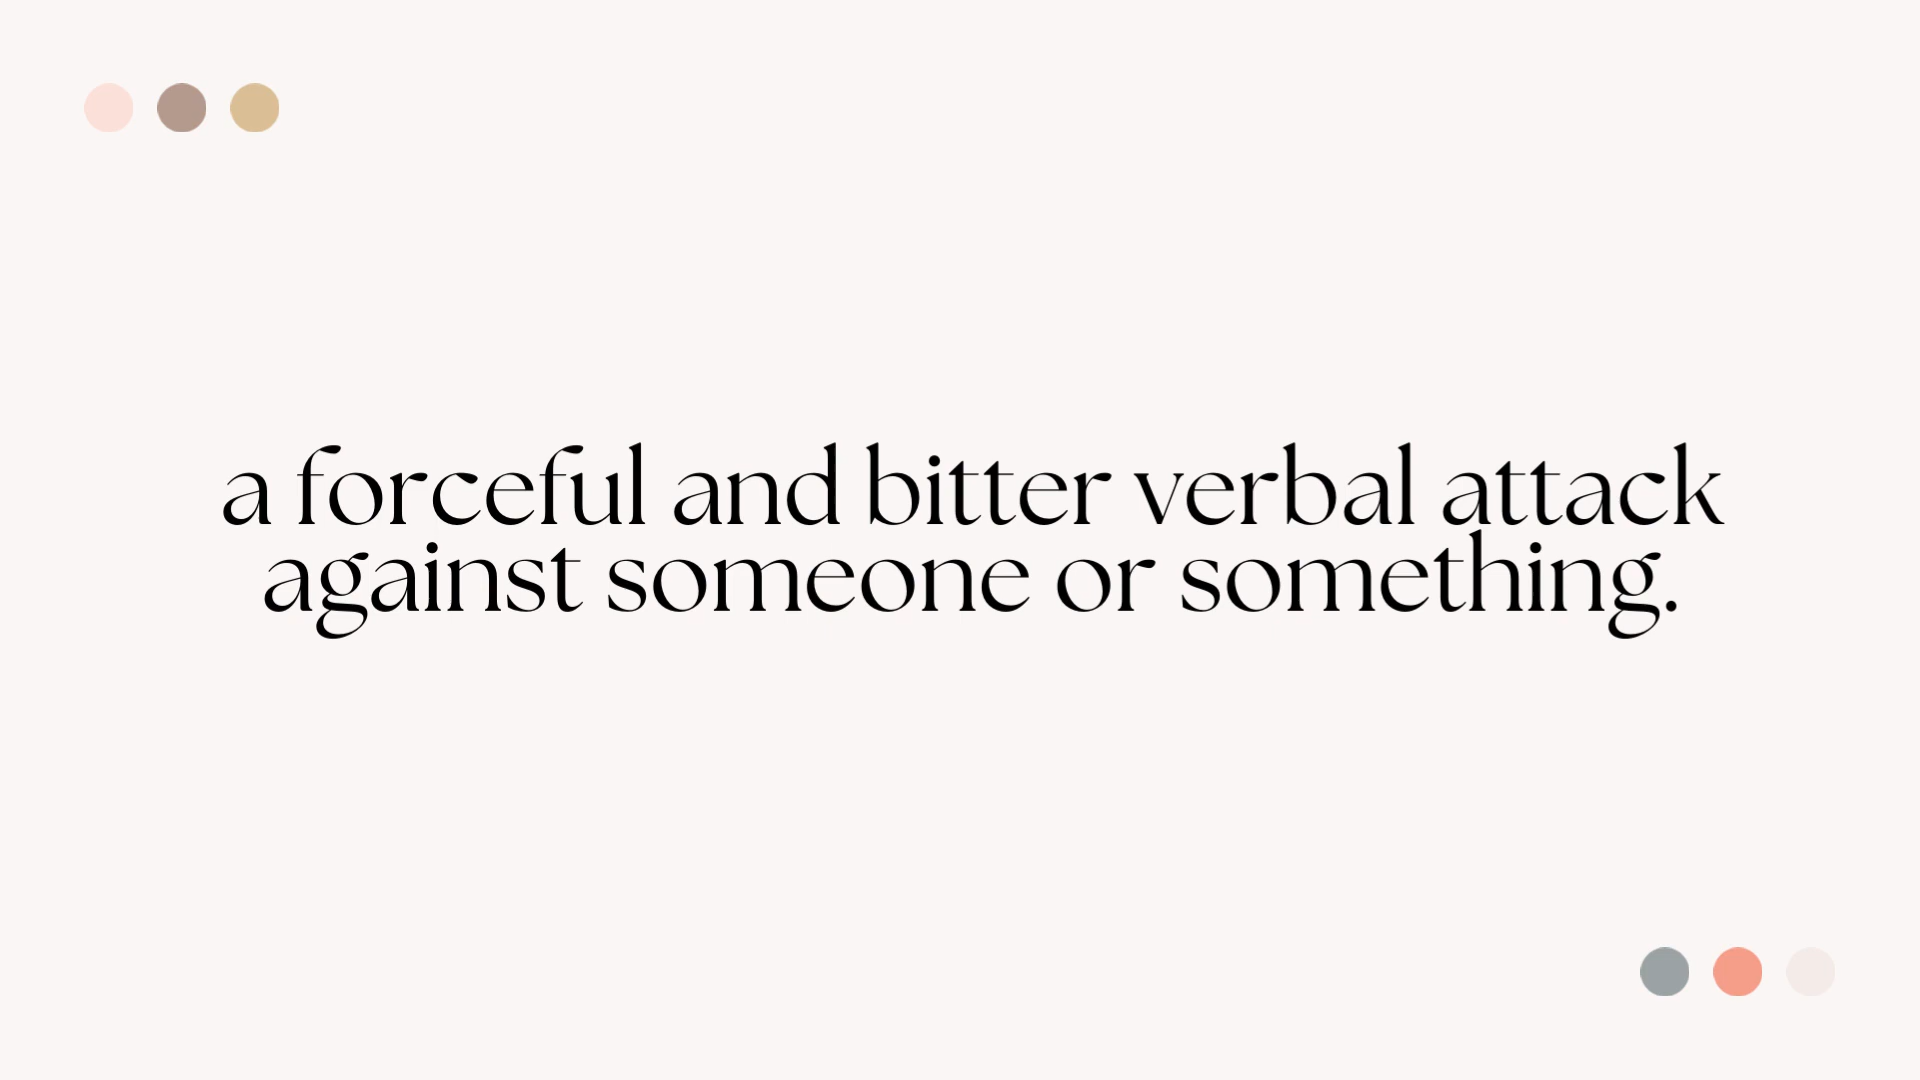 a forceful and bitter verbal attack
against someone or something.